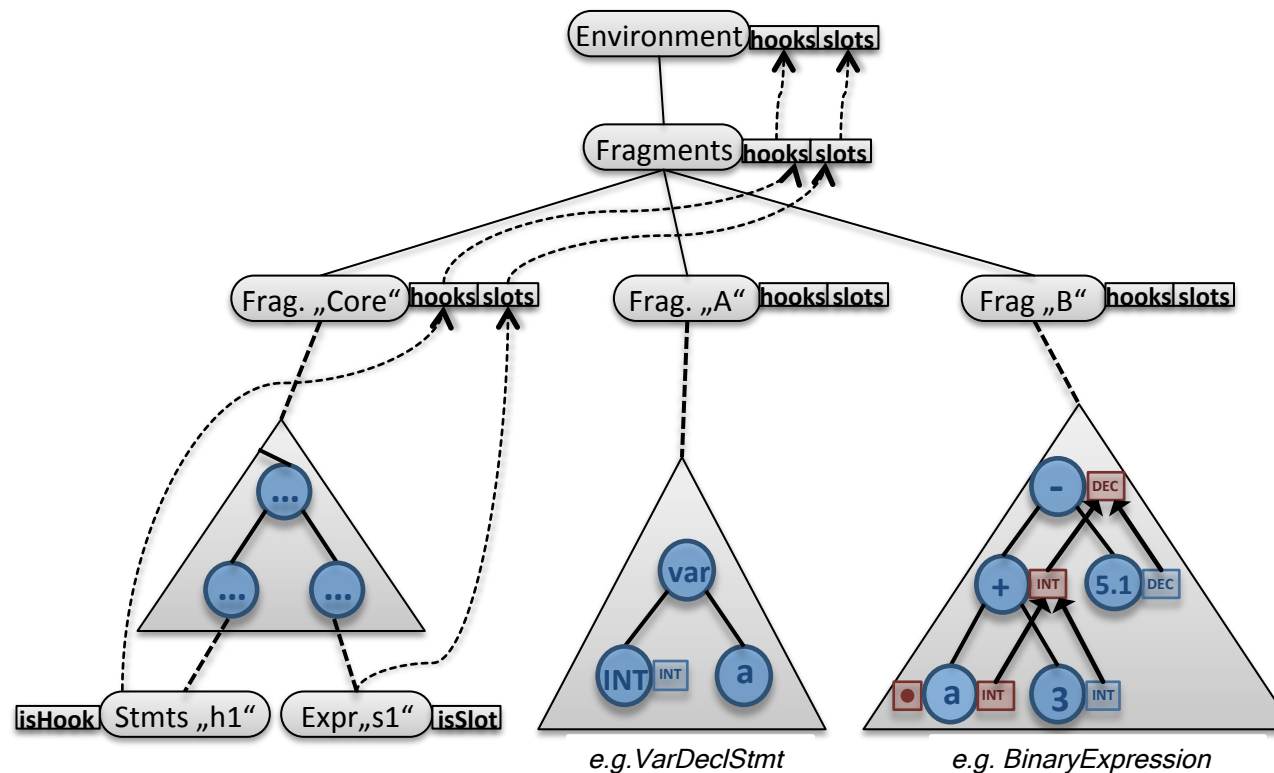 Environment hooks slots
Fragments hooks slots
Frag. „Core“ hooks slots
Frag. „A“ hooks slots
Frag „B“ hooks slots
...
... ...
Stmts „h1“ isHook
Expr„s1“ isSlot
var
INT INT a
e.g.VarDeclStmt
- DEC
+ INT 5.1 DEC
a INT 3 INT
e.g. BinaryExpression